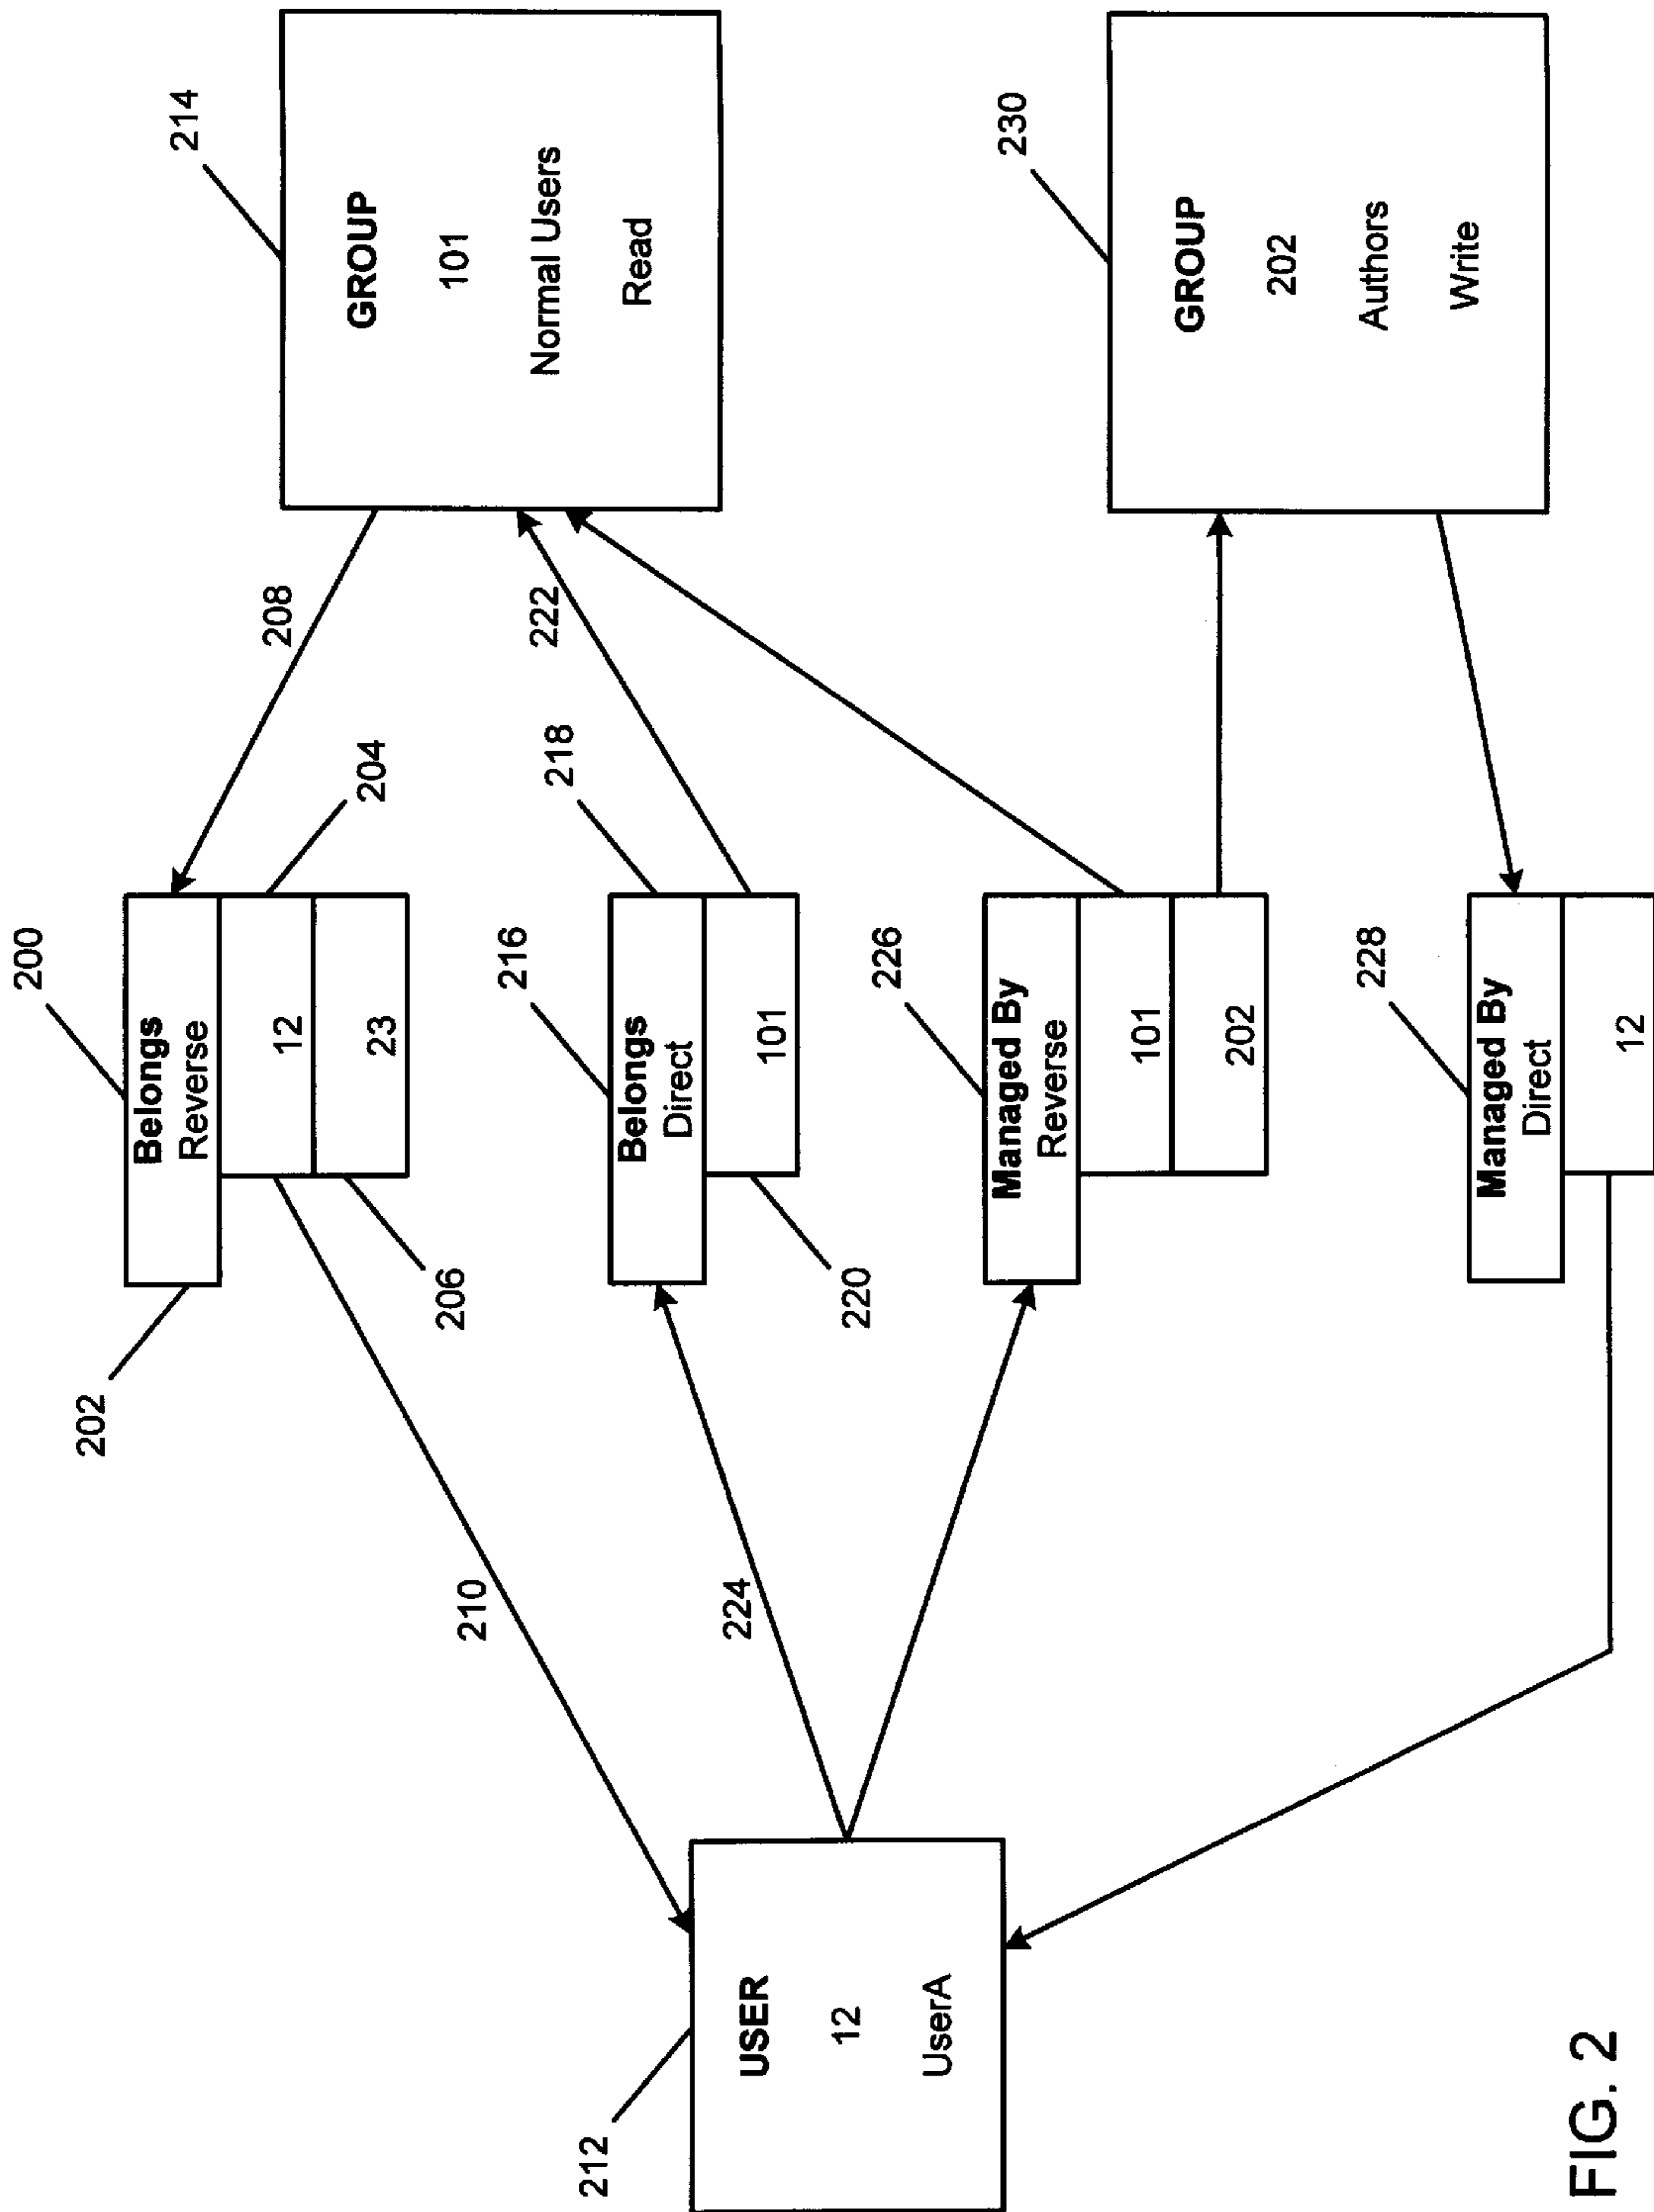 200
Belongs
Reverse
12
23
202
204
206
208
210
214
GROUP
101
Normal Users
Read
216
Belongs
Direct
101
218
220
222
224
212
USER
12
UserA
226
Managed By
Reverse
101
202
230
GROUP
202
Authors
Write
228
Managed By
Direct
12
FIG. 2